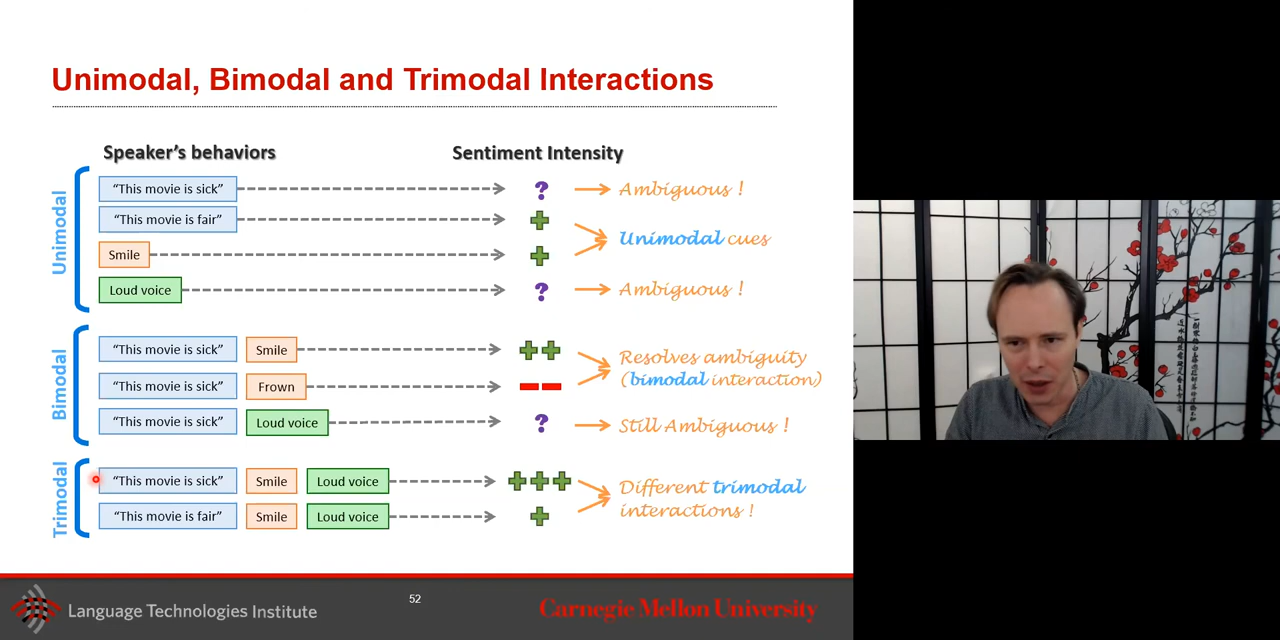 Unimodal, Bimodal and Trimodal Interactions
Speaker's behaviors
Sentiment Intensity
Unimodal
“This movie is sick”
?
Ambiguous !
“This movie is fair”
Unimodal cues
Smile
Loud voice
?
Ambiguous !
Bimodal
“This movie is sick” Smile
Resolves ambiguity
(bimodal interaction)
“This movie is sick” Frown
“This movie is sick” Loud voice
?
Still Ambiguous !
Trimodal
“This movie is sick” Smile Loud voice
Different trimodal
interactions !
“This movie is fair” Smile Loud voice
Language Technologies Institute
52
Carnegie Mellon University